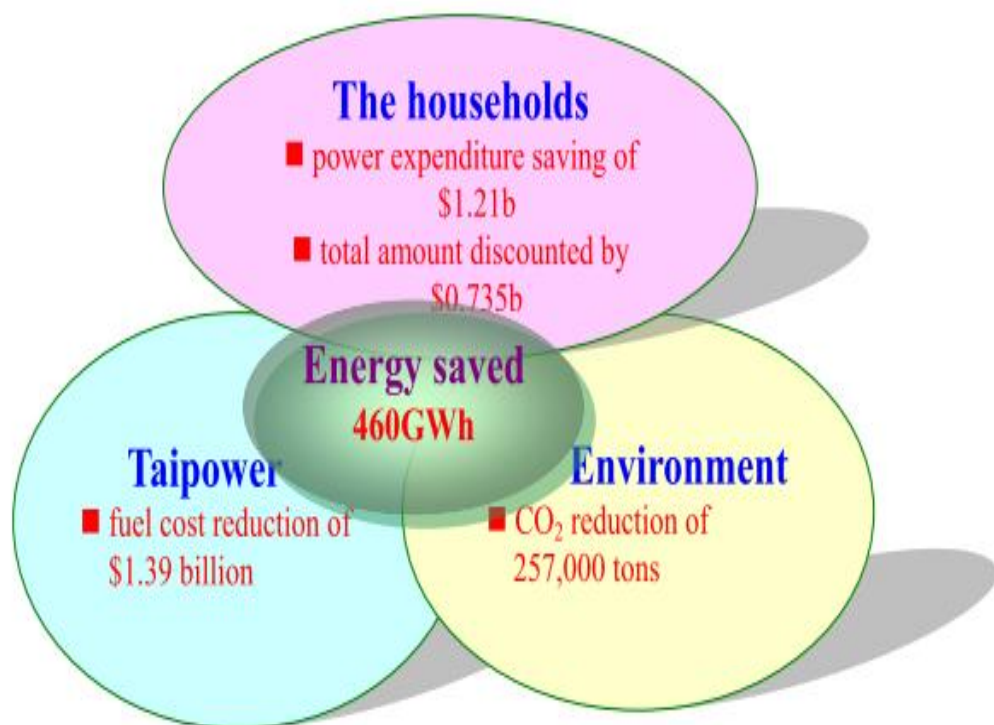 The households
■ power expenditure saving of
$1.21b
■ total amount discounted by
$0.735b
Energy saved
460GWh
Taipower
■ fuel cost reduction of
$1.39 billion
Environment
■ CO₂ reduction of
257,000 tons